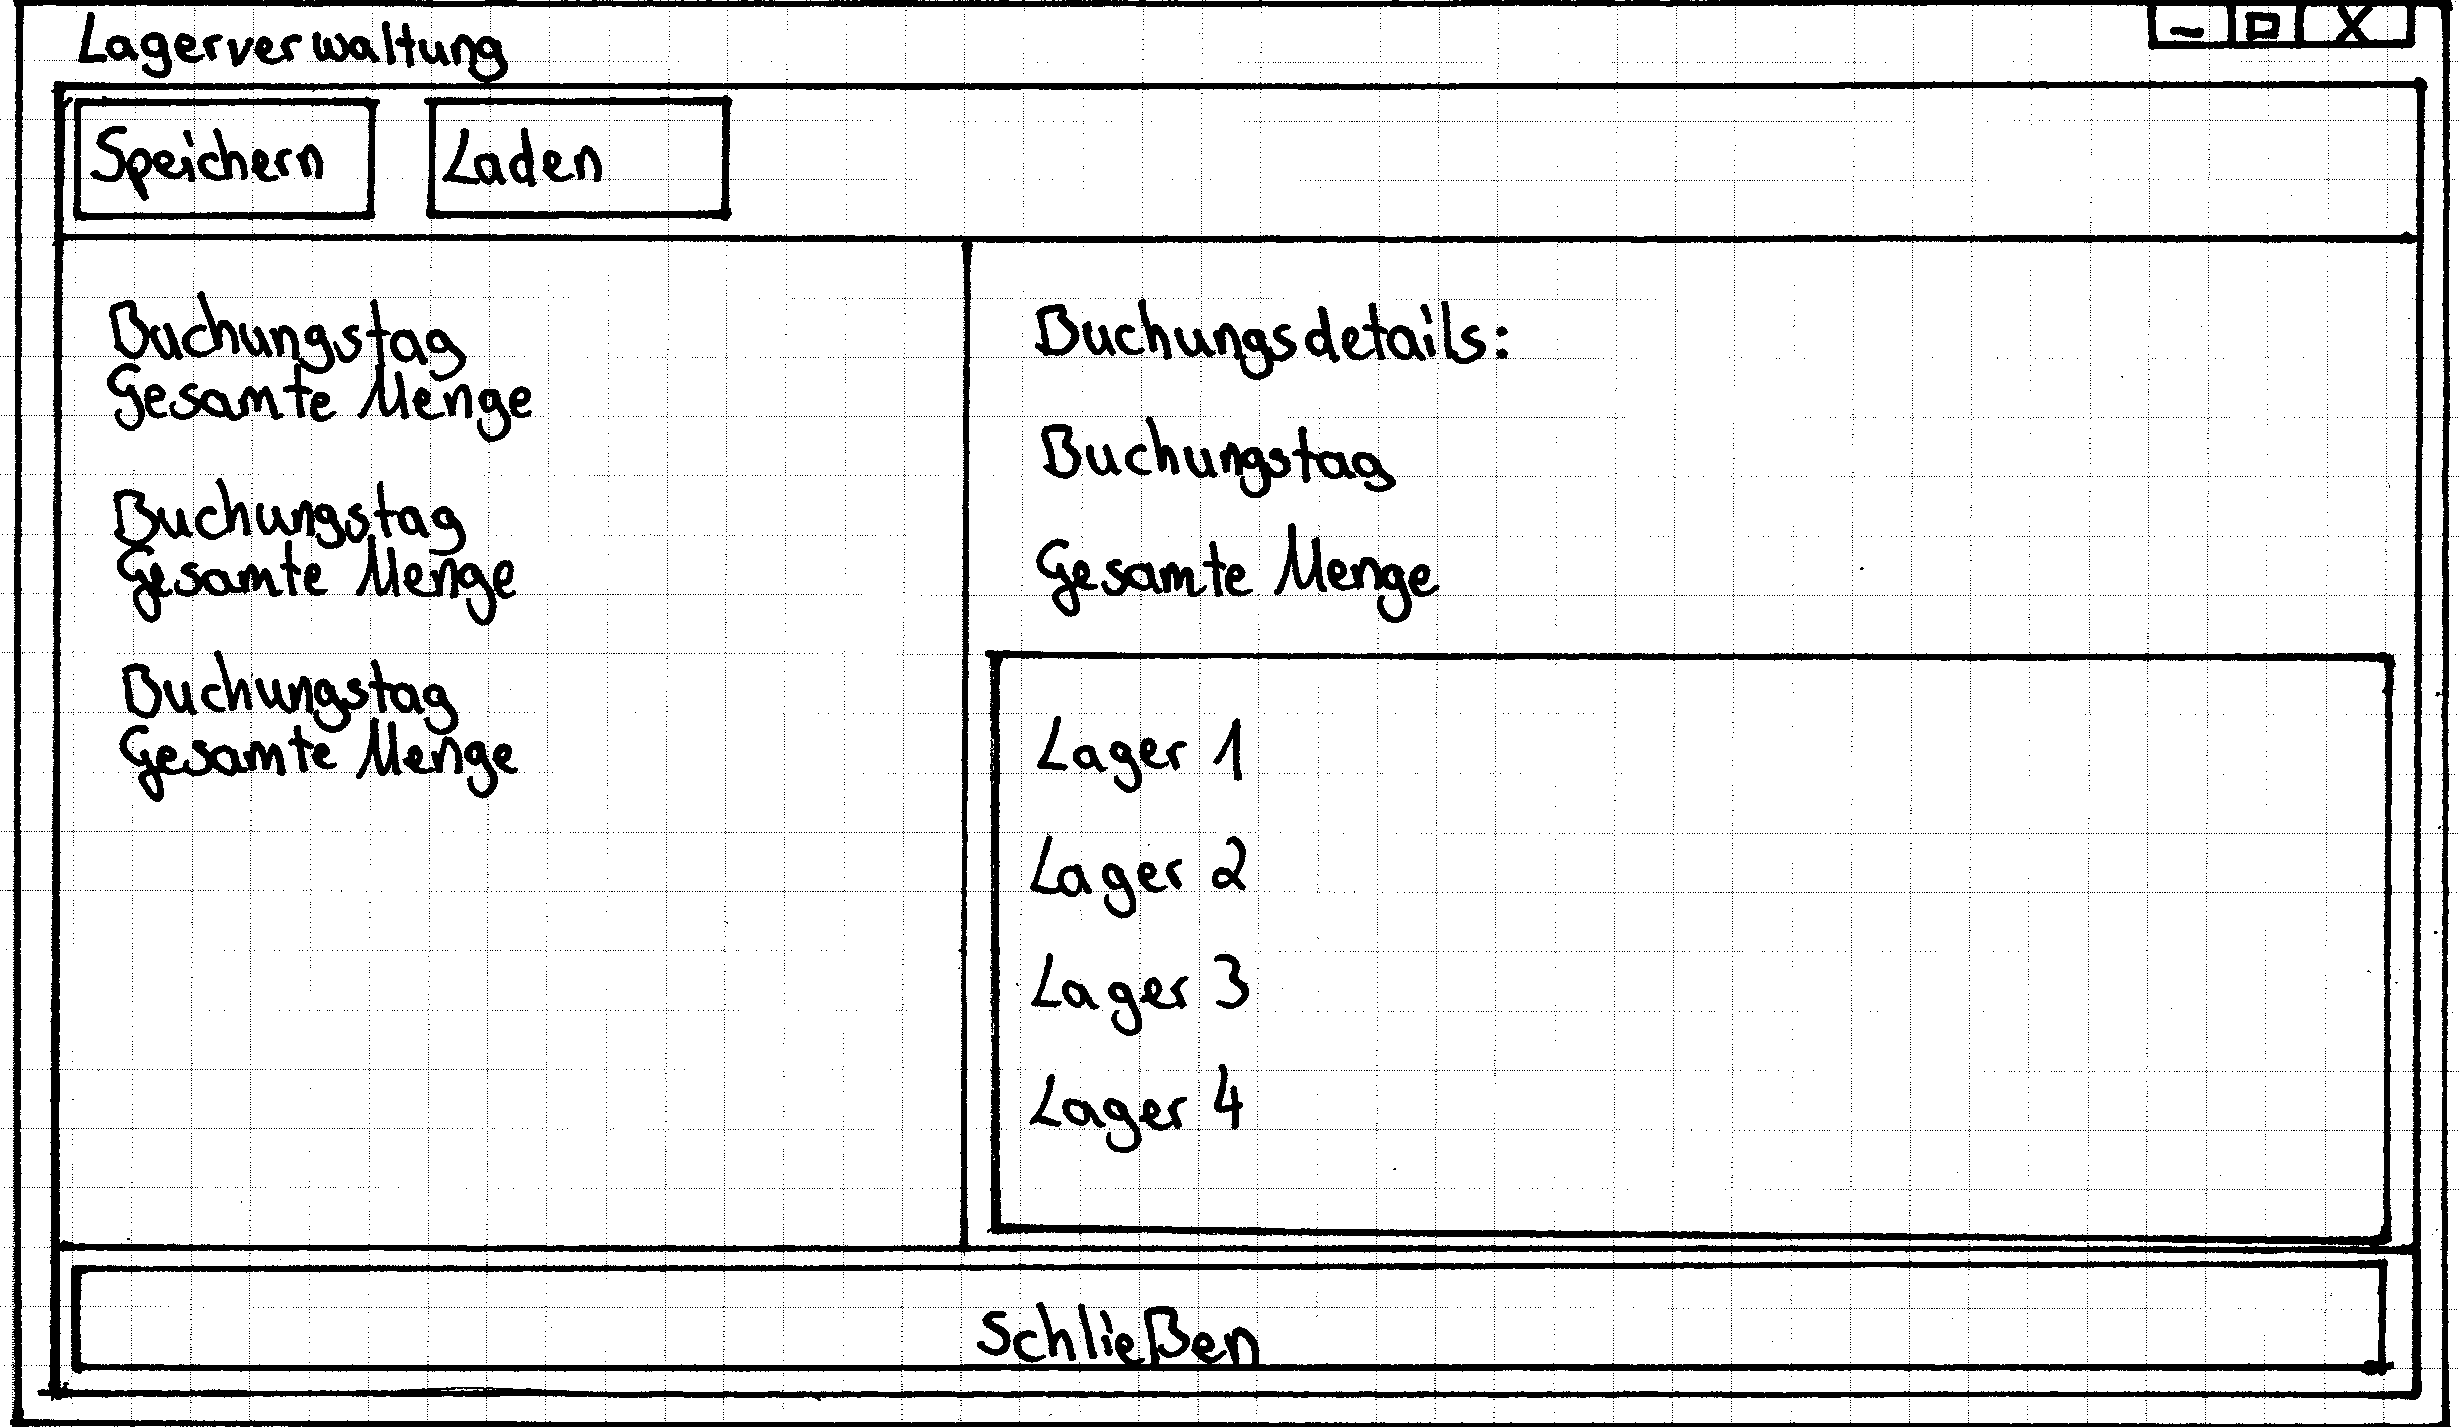 Lagerverwaltung
Speichern
Laden
Buchungstag
Gesamte Menge
Buchungstag
Gesamte Menge
Buchungstag
Gesamte Menge
Buchungsdetails:
Buchungstag
Gesamte Menge
Lager 1
Lager 2
Lager 3
Lager 4
Schließen